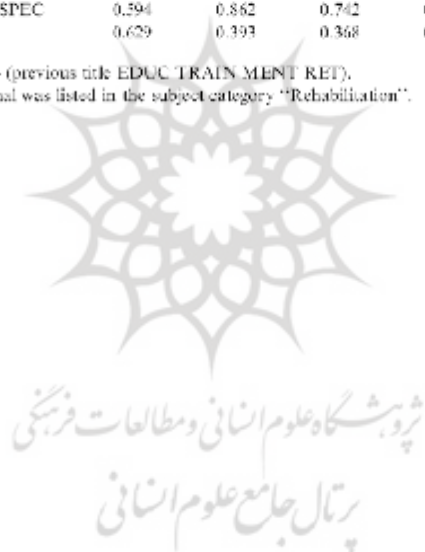 SPEC 0.594 0.862 0.742
0.629 0.393 0.368
(previous title EDUC TRAIN MENT RET).
nal was listed in the subject category “Rehabilitation”.
پژوهشگاه علوم انسانی و مطالعات فرهنگی
پرتال جامع علوم انسانی